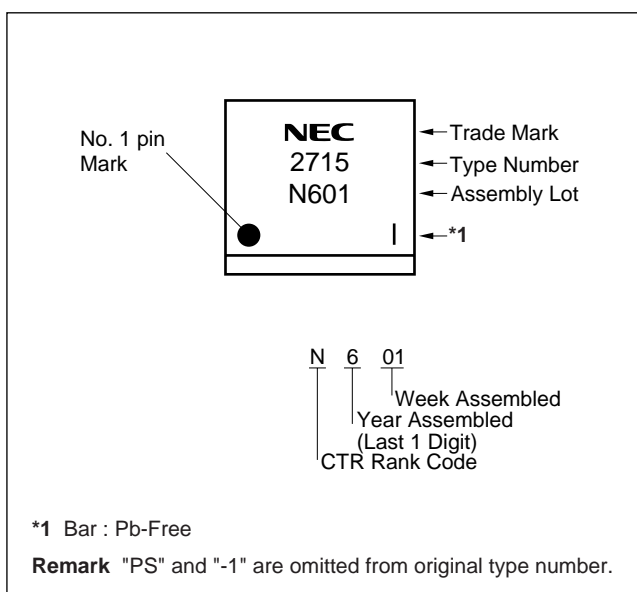 No. 1 pin
Mark
NEC
2715
N601
Trade Mark
Type Number
Assembly Lot
*1
N 6 01
Week Assembled
Year Assembled
(Last 1 Digit)
CTR Rank Code
*1 Bar : Pb-Free
Remark "PS" and "-1" are omitted from original type number.